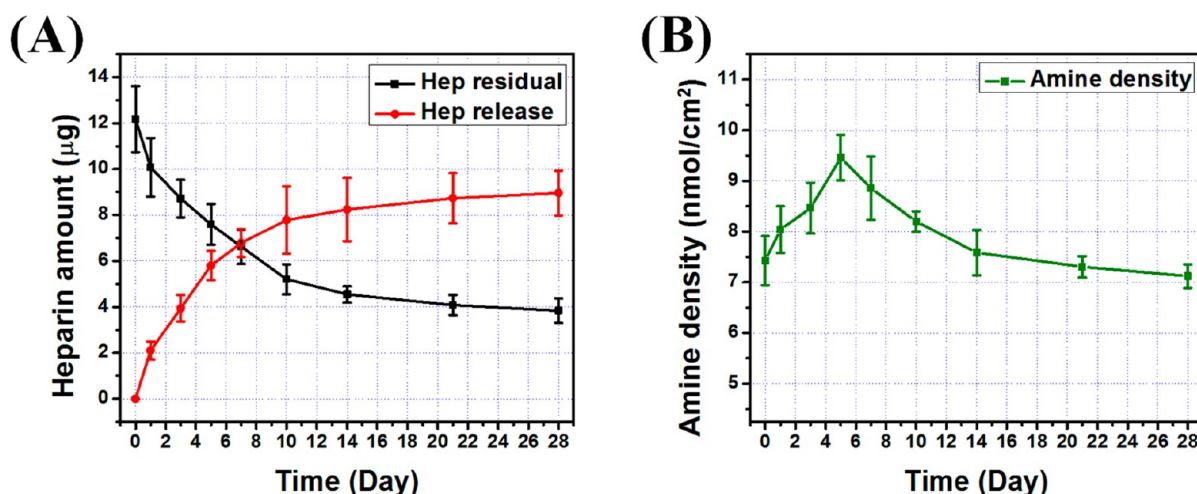 (A)
Hep residual
Hep release
Heparin amount (μg)
14
12
10
8
6
4
2
0
0 2 4 6 8 10 12 14 16 18 20 22 24 26 28
Time (Day)
(B)
Amine density
Amine density (nmol/cm²)
11
10
9
8
7
6
5
0 2 4 6 8 10 12 14 16 18 20 22 24 26 28
Time (Day)